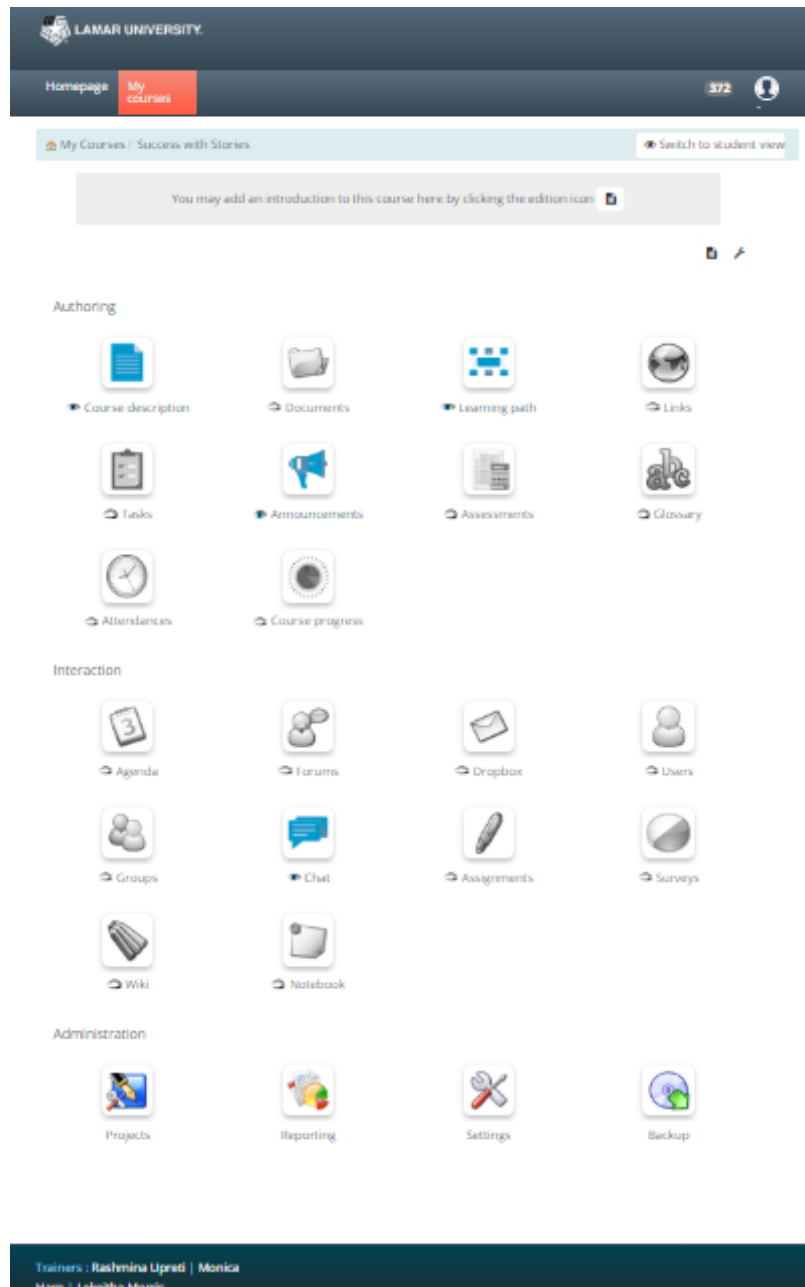 LAMAR UNIVERSITY.
Homepage
My
courses
372
My Courses / Success with Stories
Switch to student view
You may add an introduction to this course here by clicking the edition icon
Authoring
Course description
Documents
Learning path
Links
Tasks
Announcements
Assessments
abc
Glossary
Attendances
Course progress
Interaction
3
Agenda
Forums
Dropbox
Users
Groups
Chat
Assignments
Surveys
Wiki
Notebook
Administration
Projects
Reporting
Settings
Backup
Trainers : Rashmina Upreti | Monica